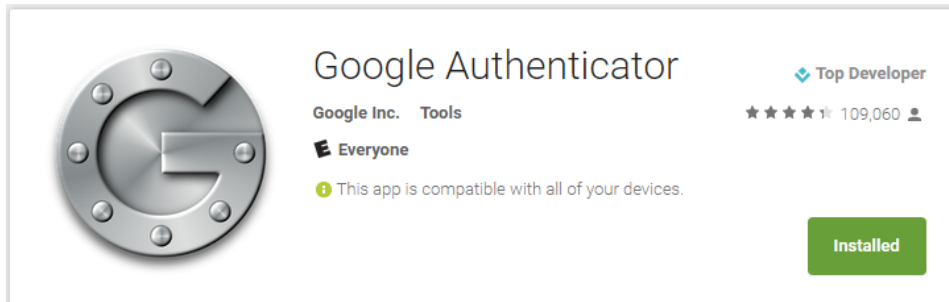 Google Authenticator
Top Developer
Google Inc. Tools
109,060
Everyone
This app is compatible with all of your devices.
Installed